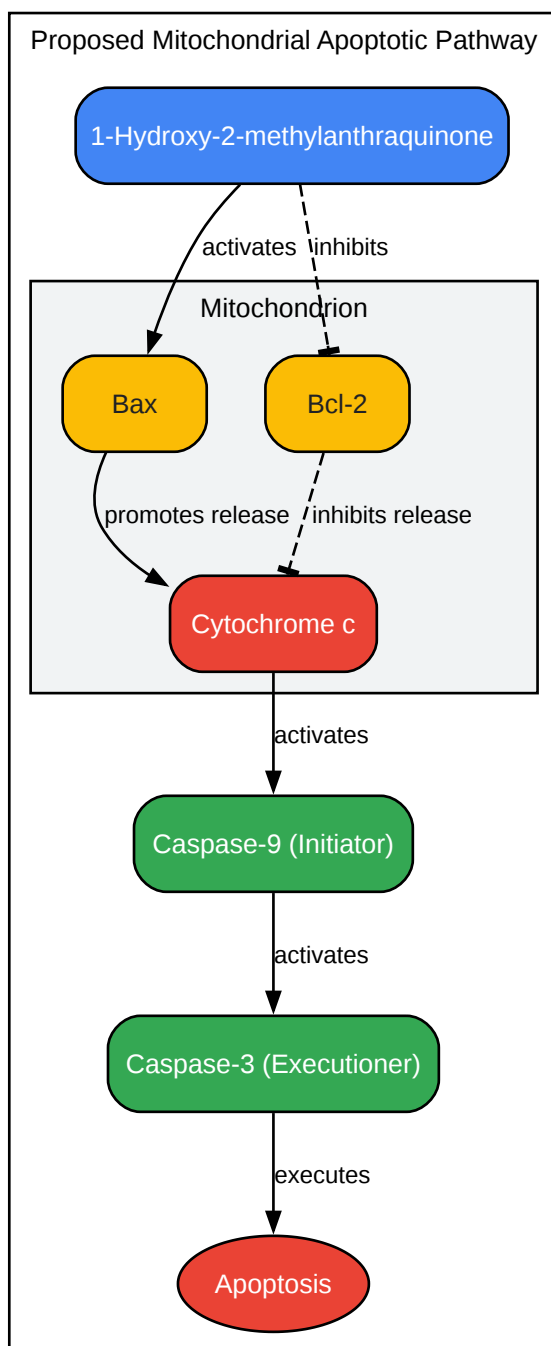 Proposed Mitochondrial Apoptotic Pathway
1-Hydroxy-2-methylanthraquinone
activates
inhibits
Mitochondrion
Bax
Bcl-2
promotes release
inhibits release
Cytochrome c
activates
Caspase-9 (Initiator)
activates
Caspase-3 (Executioner)
executes
Apoptosis